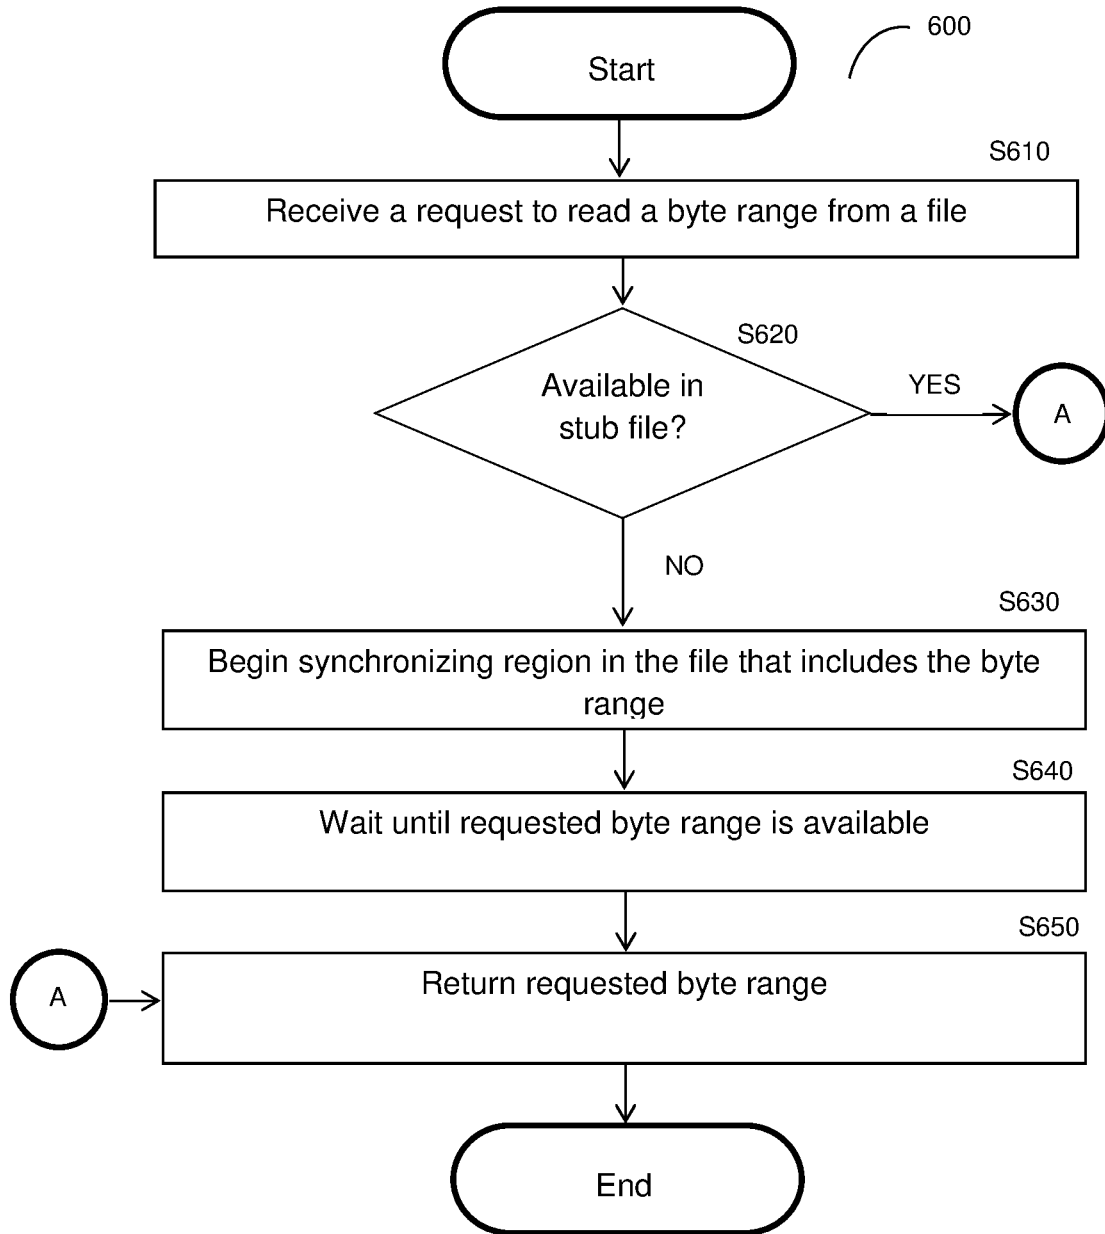 600
Start
S610
Receive a request to read a byte range from a file
S620
Available in
stub file?
YES
A
NO
S630
Begin synchronizing region in the file that includes the byte
range
S640
Wait until requested byte range is available
S650
A
Return requested byte range
End